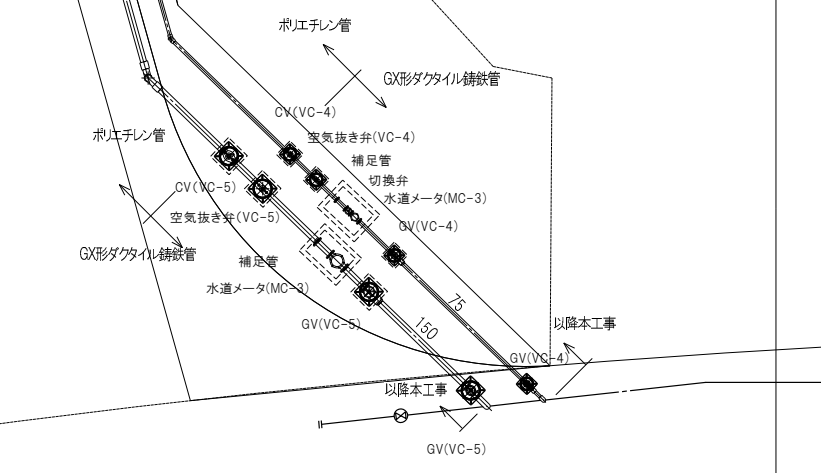 ポリエチレン管
GX形ダクタイル鋳鉄管
CV(VC-4)
空気抜き弁(VC-4)
ポリエチレン管
補足管
切換弁
CV(VC-5)
水道メータ(MC-3)
空気抜き弁(VC-5)
GV(VC-4)
GX形ダクタイル鋳鉄管
補足管
水道メータ(MC-3)
75
以降本工事
GV(VC-5)
150
GV(VC-4)
以降本工事
GV(VC-5)